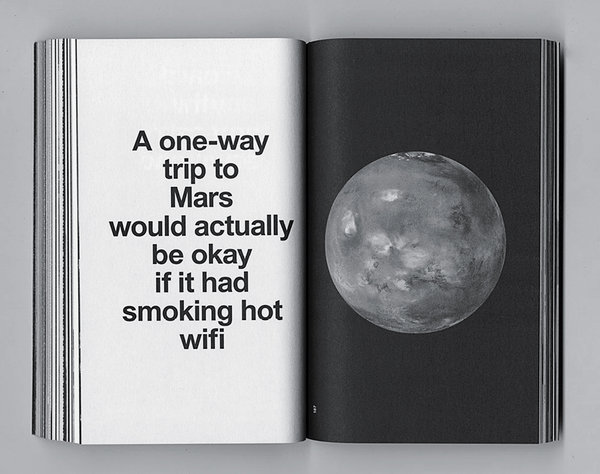 A one-way
trip to
Mars
would actually
be okay
if it had
smoking hot
wifi